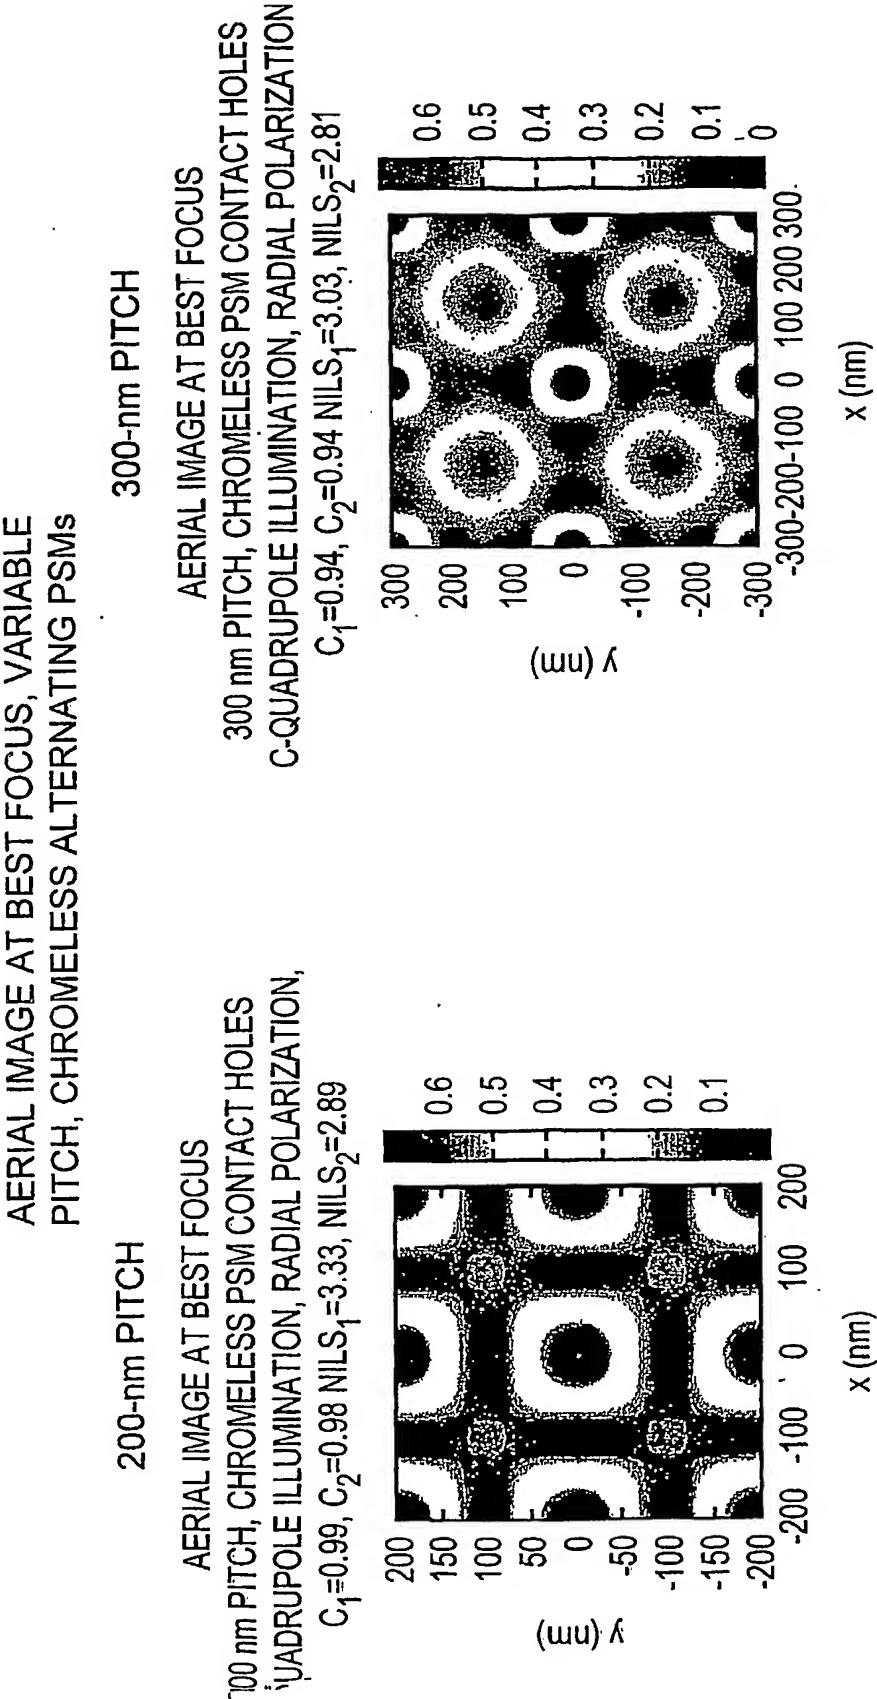 AERIAL IMAGE AT BEST FOCUS, VARIABLE
PITCH, CHROMELESS ALTERNATING PSMs
200-nm PITCH
AERIAL IMAGE AT BEST FOCUS
nm PITCH, CHROMELESS PSM CONTACT HOLES
UADRUPOLE ILLUMINATION, RADIAL POLARIZATION,
C1=0.99, C2=0.98 NILS1=3.33, NILS2=2.89
200
150
100
50
0
-50
-100
-150
-200
y (nm)
-200 -100 0 100 200
x (nm)
0.6
0.5
0.4
0.3
0.2
0.1
300-nm PITCH
AERIAL IMAGE AT BEST FOCUS
300 nm PITCH, CHROMELESS PSM CONTACT HOLES
C-QUADRUPOLE ILLUMINATION, RADIAL POLARIZATION
C1=0.94, C2=0.94 NILS1=3.03, NILS2=2.81
300
200
100
0
-100
-200
-300
y (nm)
-300-200-100 0 100 200 300
x (nm)
0.6
0.5
0.4
0.3
0.2
0.1
0